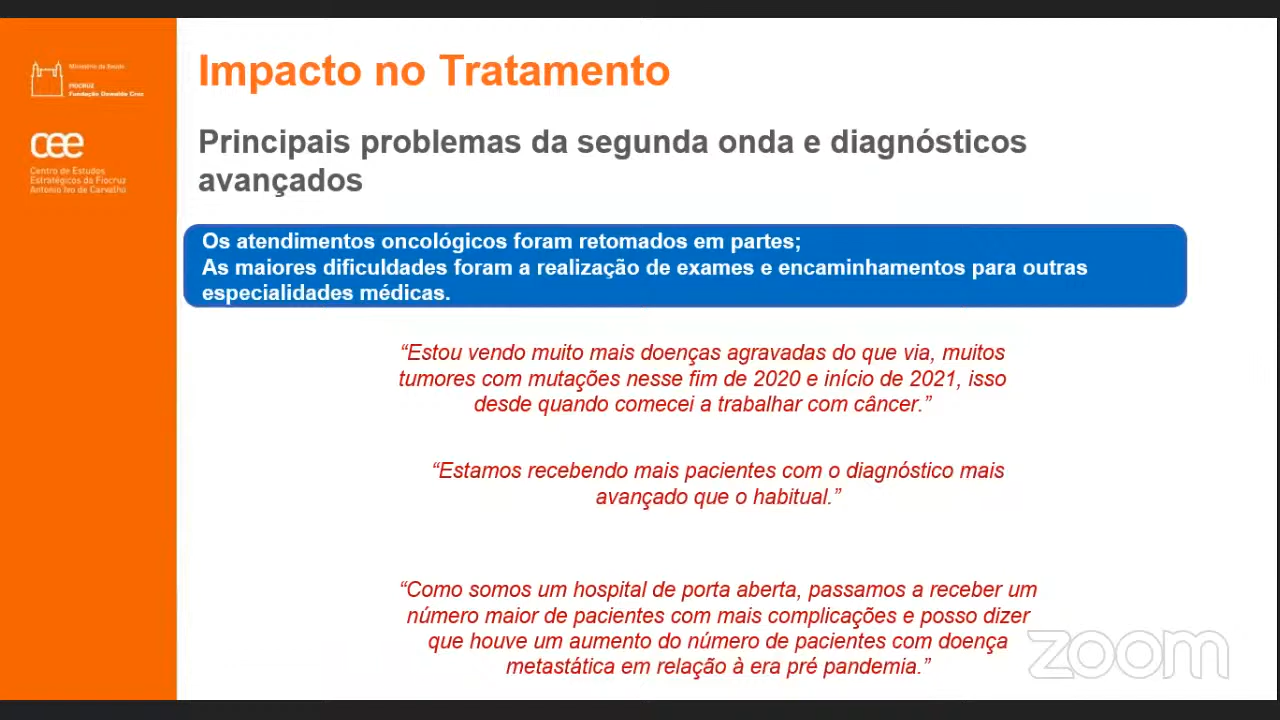 Ministério da Saúde
FIOCRUZ
Fundação Oswaldo Cruz
cee
Centro de Estudos
Estratégicos da Fiocruz
Antonio Ivo de Carvalho
Impacto no Tratamento
Principais problemas da segunda onda e diagnósticos
avançados
Os atendimentos oncológicos foram retomados em partes;
As maiores dificuldades foram a realização de exames e encaminhamentos para outras
especialidades médicas.
“Estou vendo muito mais doenças agravadas do que via, muitos
tumores com mutações nesse fim de 2020 e início de 2021, isso
desde quando comecei a trabalhar com câncer.”
“Estamos recebendo mais pacientes com o diagnóstico mais
avançado que o habitual.”
“Como somos um hospital de porta aberta, passamos a receber um
número maior de pacientes com mais complicações e posso dizer
que houve um aumento do número de pacientes com doença
metastática em relação à era pré pandemia.”
zoom